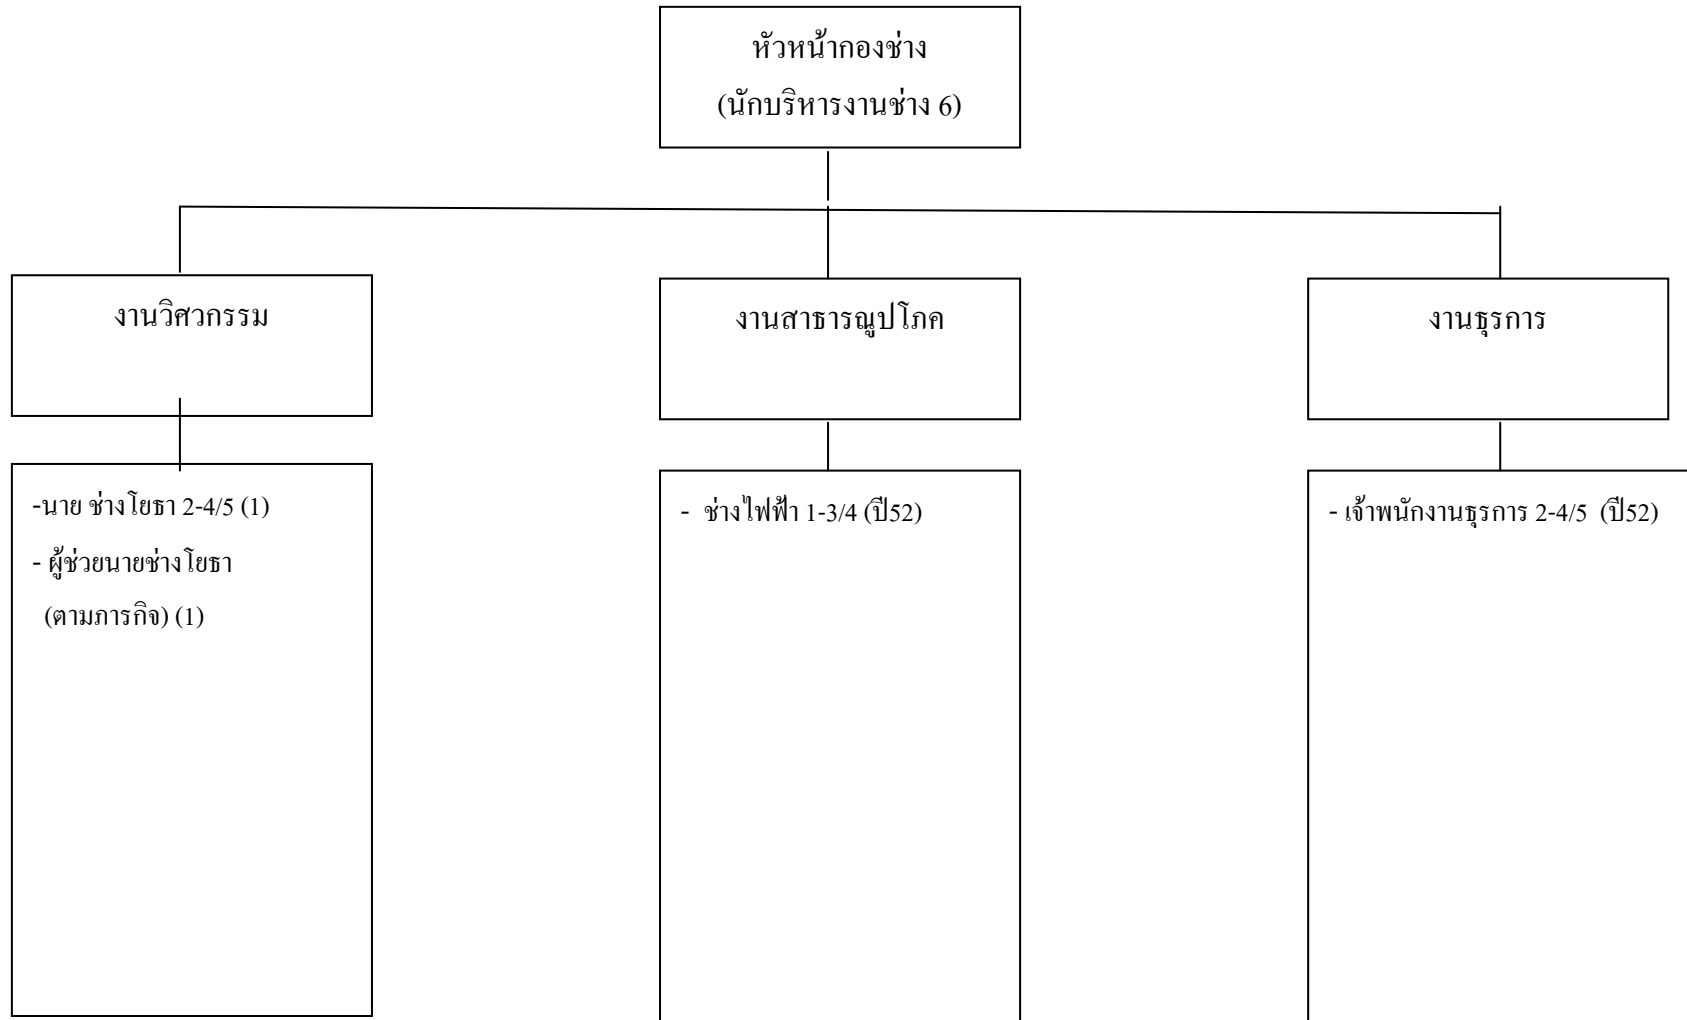 หัวหน้ากองช่าง
(นักบริหารงานช่าง 6)
งานวิศวกรรม
งานสาธารณูปโภค
งานธุรการ
-นาย ช่างโยธา 2-4/5 (1)
- ผู้ช่วยนายช่างโยธา
(ตามภารกิจ) (1)
- ช่างไฟฟ้า 1-3/4 (ปี52)
- เจ้าพนักงานธุรการ 2-4/5 (ปี52)